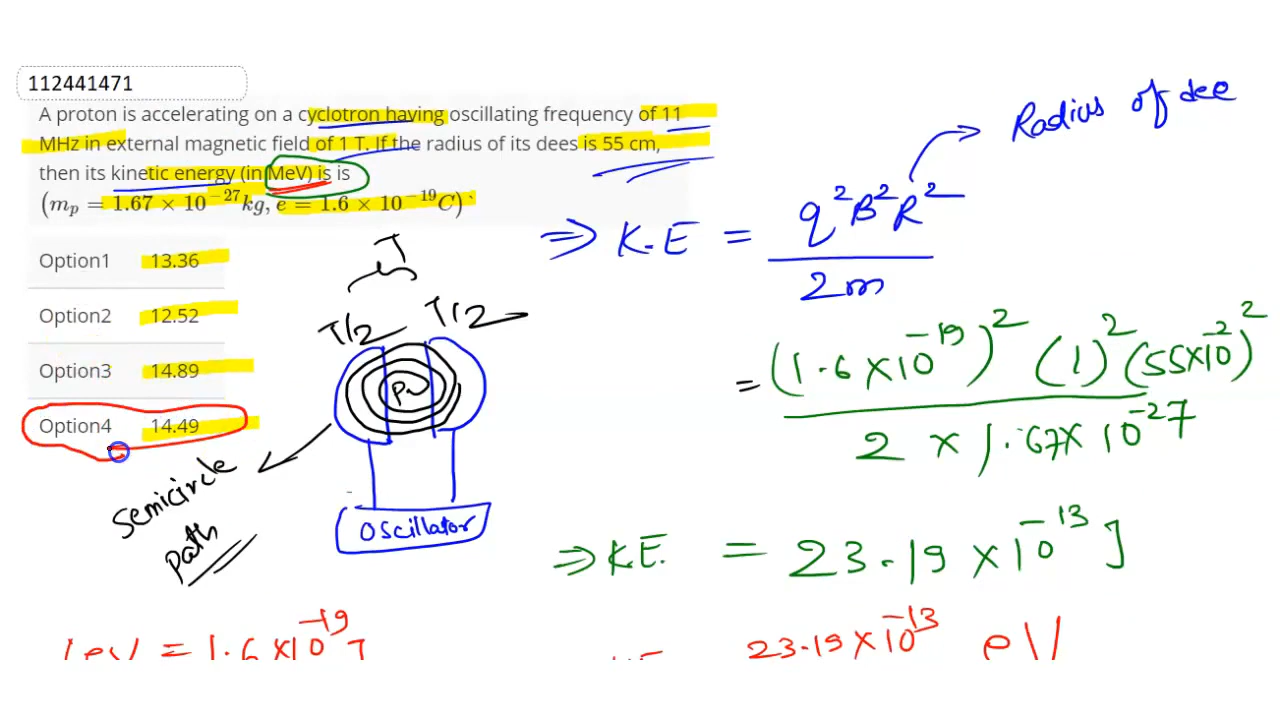 112441471
A proton is accelerating on a cyclotron having oscillating frequency of 11
MHz in external magnetic field of 1 T. If the radius of its dees is 55 cm,
then its kinetic energy (in MeV) is is
(m_p = 1.67 × 10^{-27} kg, e = 1.6 × 10^{-19} C)`
Option1 13.36
Option2 12.52
Option3 14.89
Option4 14.49
T
T/2 T/2
P
Oscillator
Semicircle
path
Radius of dee
⇒ K.E = q²B²R²
2m
= (1.6×10^{-19})² (1)² (55×10^{-2})²
2 × 1.67×10^{-27}
⇒ K.E. = 23.19 × 10^{-13} J
1eV = 1.6×10^{-19} J
23.19×10^{-13} eV